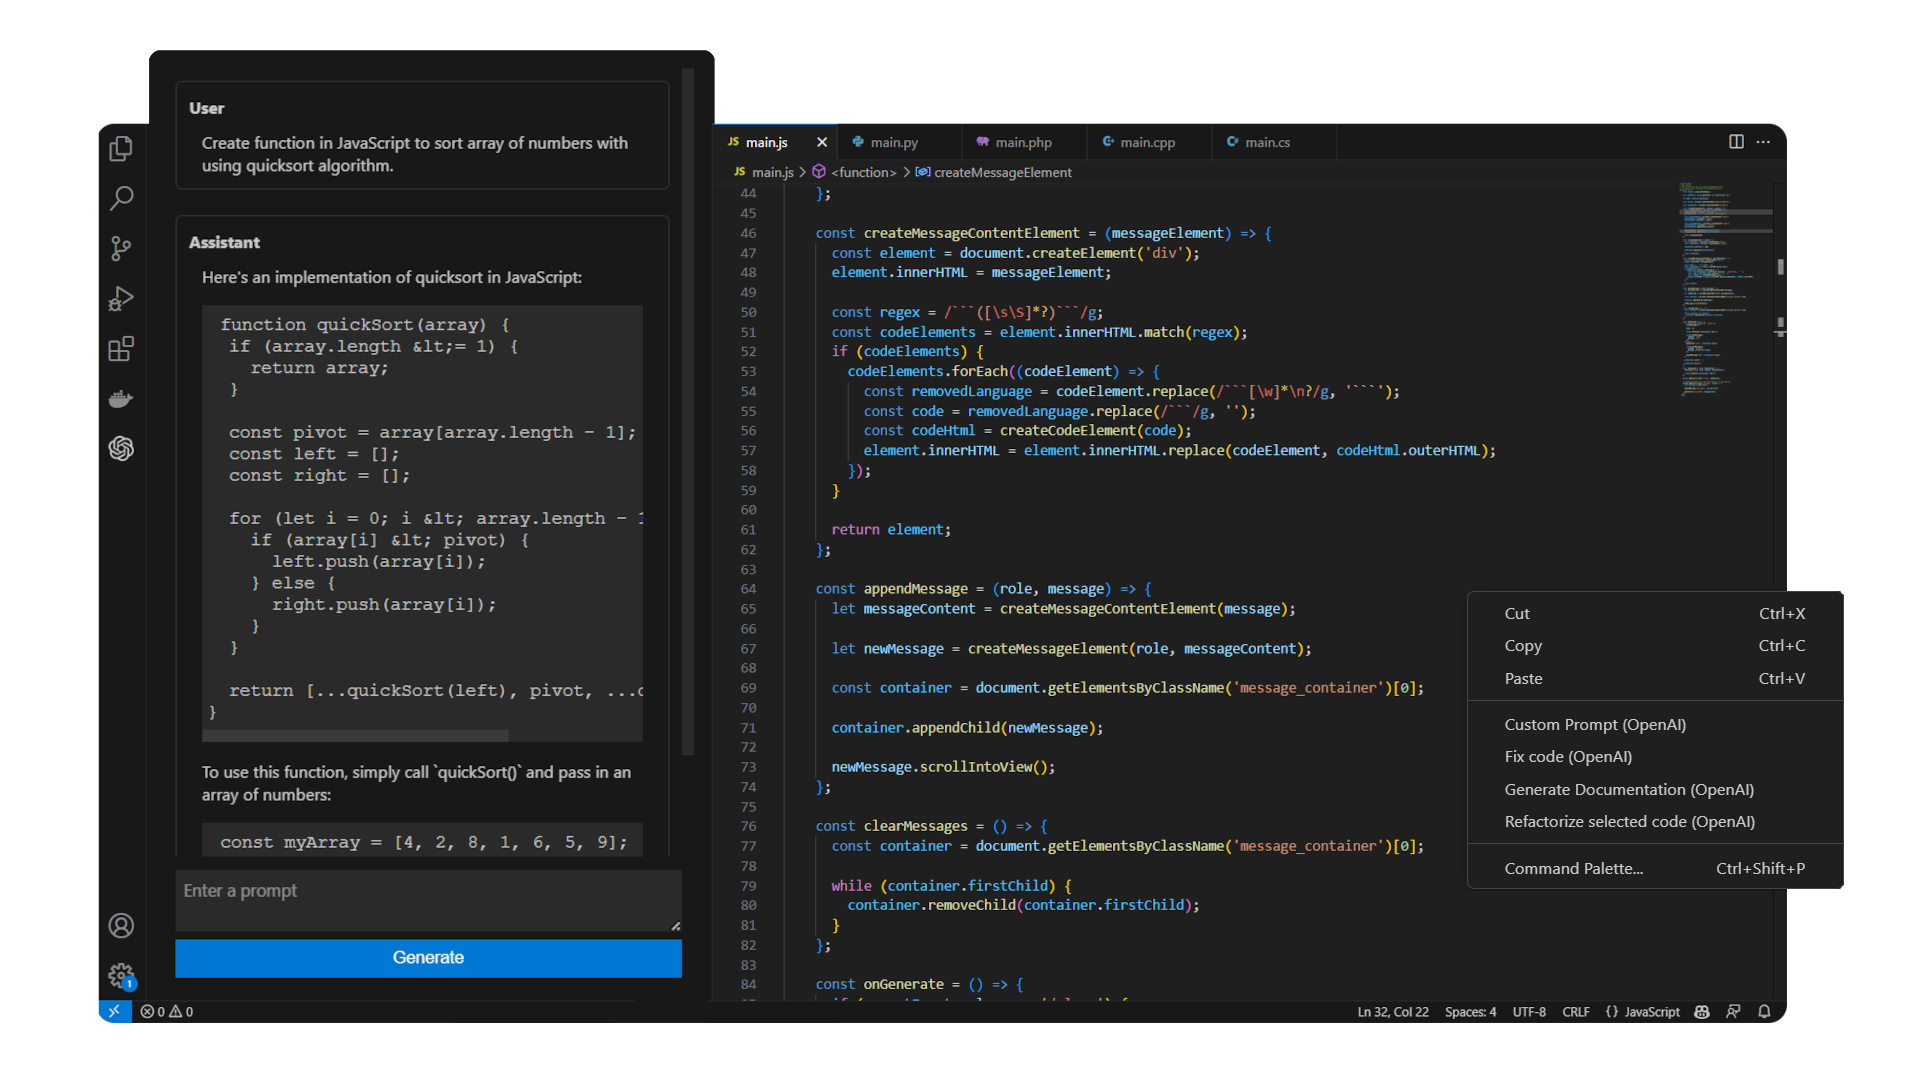 User
Create function in JavaScript to sort array of numbers with
using quicksort algorithm.
Assistant
Here's an implementation of quicksort in JavaScript:
function quickSort(array) {
if (array.length &lt;= 1) {
return array;
}
const pivot = array[array.length - 1];
const left = [];
const right = [];
for (let i = 0; i &lt; array.length - 1
if (array[i] &lt; pivot) {
left.push(array[i]);
} else {
right.push(array[i]);
}
}
return [...quickSort(left), pivot, ...
}
To use this function, simply call `quickSort()` and pass in an
array of numbers:
const myArray = [4, 2, 8, 1, 6, 5, 9];
Enter a prompt
Generate
1
JS main.js
main.py
main.php
main.cpp
main.cs
JS main.js > <function> > createMessageElement
44 };
45
46 const createMessageContentElement = (messageElement) => {
47 const element = document.createElement('div');
48 element.innerHTML = messageElement;
49
50 const regex = /```([\s\S]*?)```/g;
51 const codeElements = element.innerHTML.match(regex);
52 if (codeElements) {
53 codeElements.forEach((codeElement) => {
54 const removedLanguage = codeElement.replace(/```[\w]*\n?/g, '```');
55 const code = removedLanguage.replace(/```/g, '');
56 const codeHtml = createCodeElement(code);
57 element.innerHTML = element.innerHTML.replace(codeElement, codeHtml.outerHTML);
58 });
59 }
60
61 return element;
62 };
63
64 const appendMessage = (role, message) => {
65 let messageContent = createMessageContentElement(message);
66
67 let newMessage = createMessageElement(role, messageContent);
68
69 const container = document.getElementsByClassName('message_container')[0];
70
71 container.appendChild(newMessage);
72
73 newMessage.scrollIntoView();
74 };
75
76 const clearMessages = () => {
77 const container = document.getElementsByClassName('message_container')[0];
78
79 while (container.firstChild) {
80 container.removeChild(container.firstChild);
81 }
82 };
83
84 const onGenerate = () => {
Cut Ctrl+X
Copy Ctrl+C
Paste Ctrl+V
Custom Prompt (OpenAI)
Fix code (OpenAI)
Generate Documentation (OpenAI)
Refactorize selected code (OpenAI)
Command Palette... Ctrl+Shift+P
0 0
Ln 32, Col 22 Spaces: 4 UTF-8 CRLF {} JavaScript